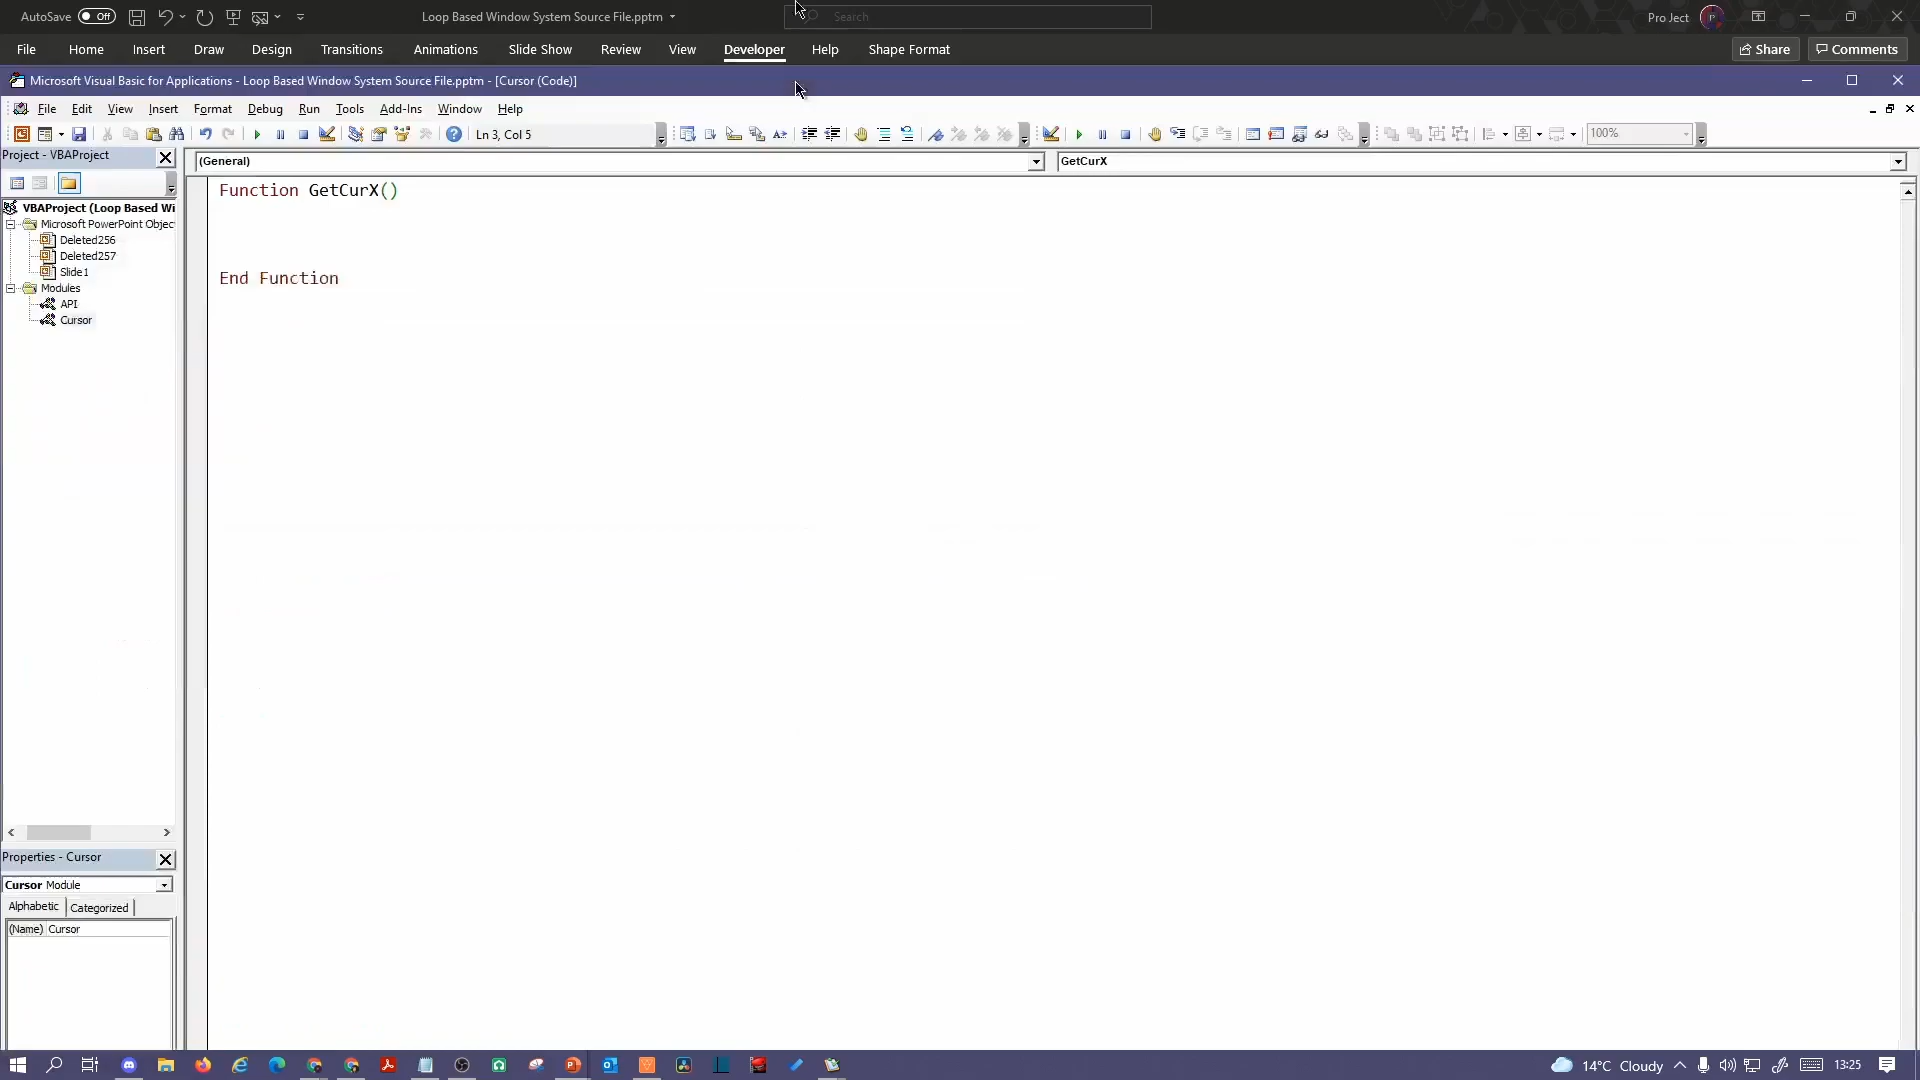 AutoSave Off Loop Based Window System Source File.pptm Search Pro Ject
File Home Insert Draw Design Transitions Animations Slide Show Review View Developer Help Shape Format Share Comments
Microsoft Visual Basic for Applications - Loop Based Window System Source File.pptm - [Cursor (Code)]
File Edit View Insert Format Debug Run Tools Add-Ins Window Help
Ln 3, Col 5 100%
Project - VBAProject
(General) GetCurX
Function GetCurX()
End Function
VBAProject (Loop Based Wi
Microsoft PowerPoint Objec
Deleted256
Deleted257
Slide1
Modules
API
Cursor
Properties - Cursor
Cursor Module
Alphabetic Categorized
(Name) Cursor
14°C Cloudy 13:25